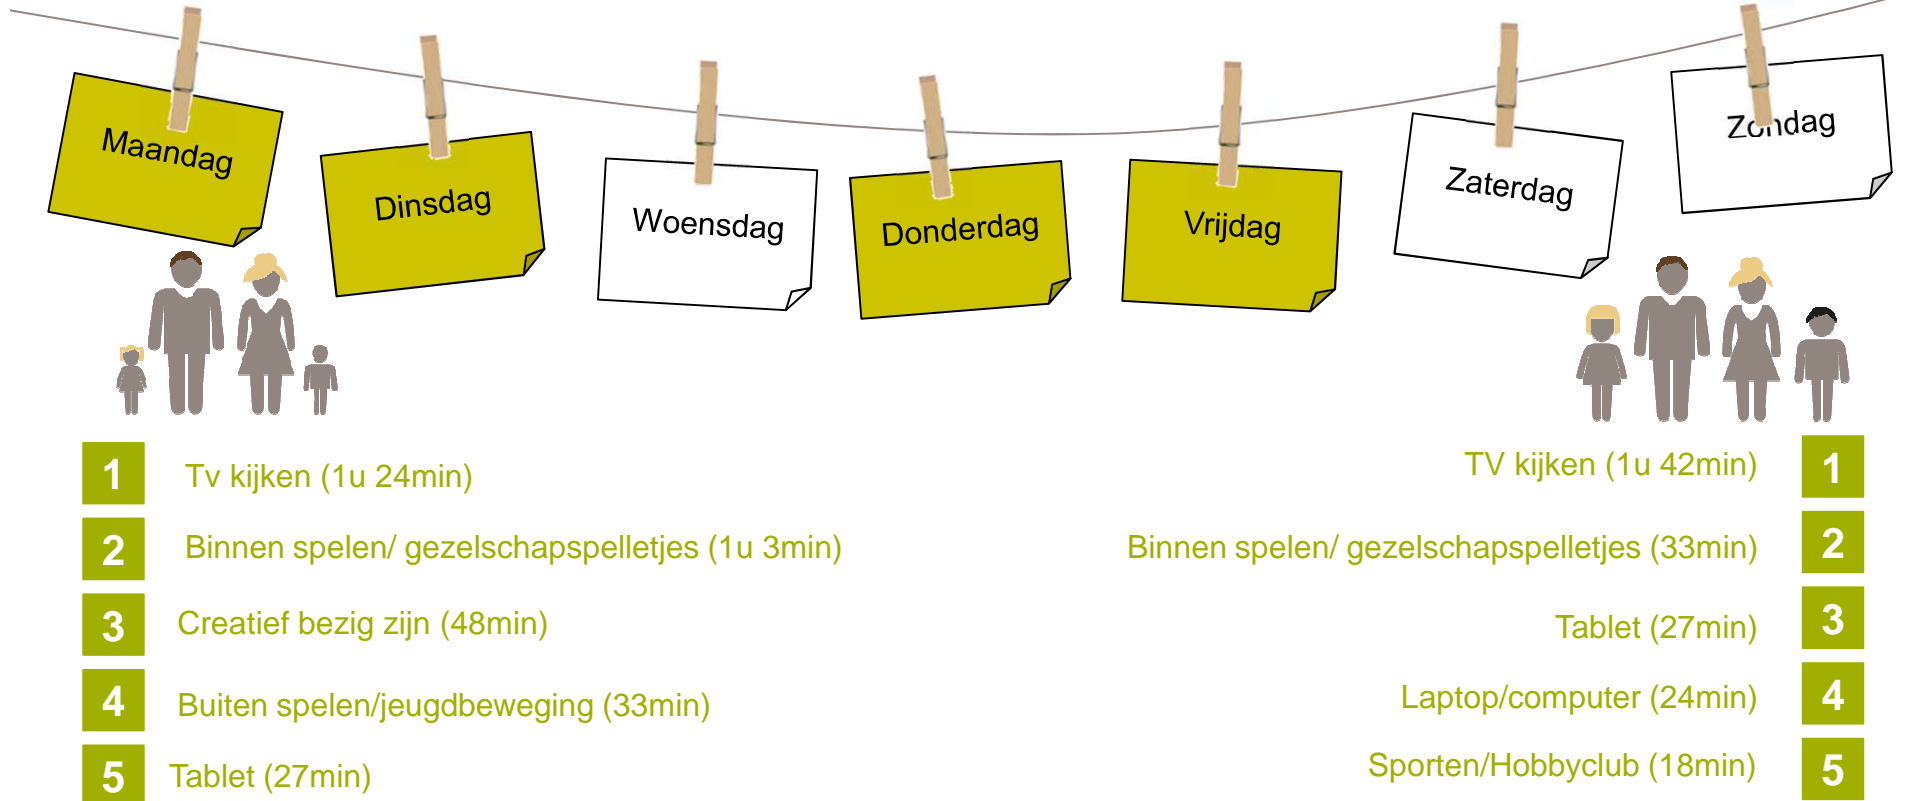 Maandag
Dinsdag
Woensdag
Donderdag
Vrijdag
Zaterdag
Zondag
1 Tv kijken (1u 24min)
2 Binnen spelen/ gezelschapspelletjes (1u 3min)
3 Creatief bezig zijn (48min)
4 Buiten spelen/jeugdbeweging (33min)
5 Tablet (27min)
TV kijken (1u 42min) 1
Binnen spelen/ gezelschapspelletjes (33min) 2
Tablet (27min) 3
Laptop/computer (24min) 4
Sporten/Hobbyclub (18min) 5